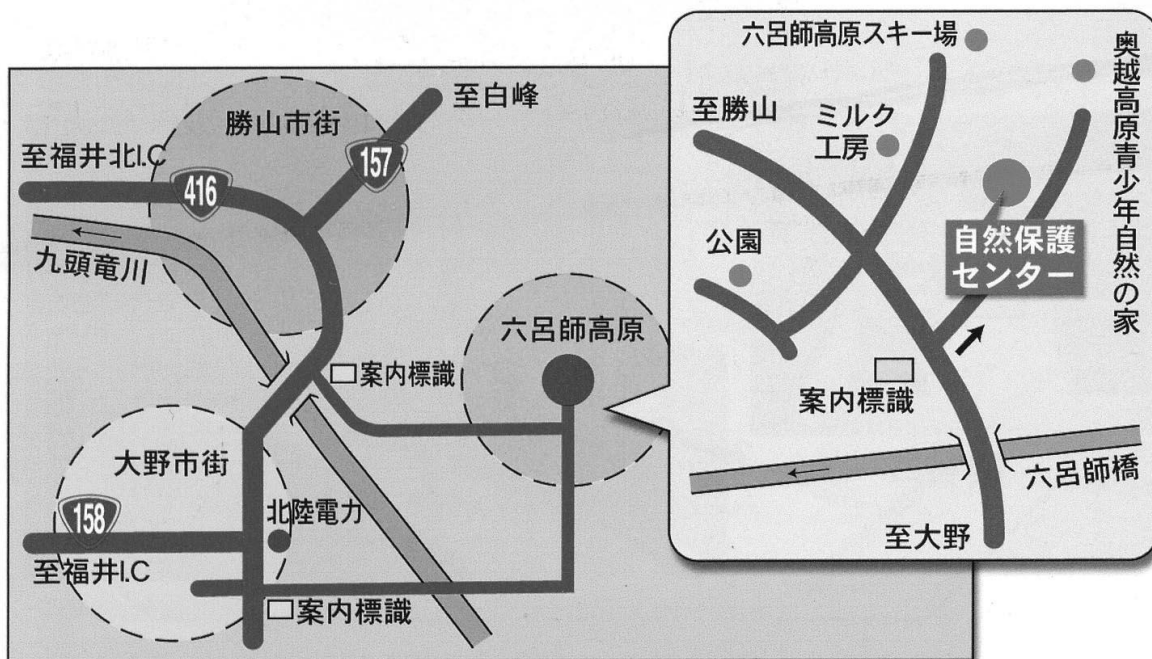 至白峰
勝山市街
至福井北I.C
416
157
九頭竜川
六呂師高原
案内標識
大野市街
158
北陸電力
至福井I.C
案内標識
六呂師高原スキー場
奥越高原青少年自然の家
至勝山
ミルク
工房
公園
自然保護
センター
案内標識
六呂師橋
至大野